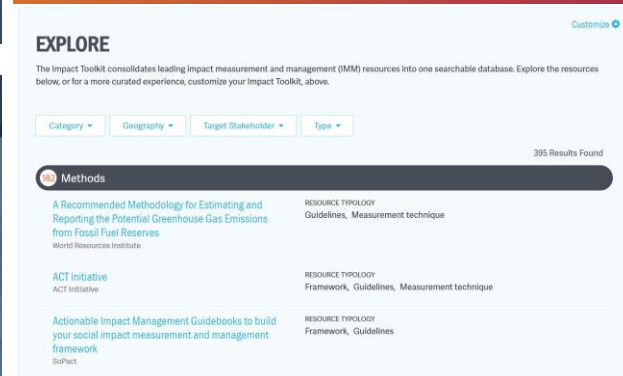 Customize
EXPLORE
The Impact Toolkit consolidates leading impact measurement and management (IMM) resources into one searchable database. Explore the resources
below, or for a more curated experience, customize your Impact Toolkit, above.
Category
Geography
Target Stakeholder
Type
395 Results Found
182 Methods
A Recommended Methodology for Estimating and
Reporting the Potential Greenhouse Gas Emissions
from Fossil Fuel Reserves
World Resources Institute
RESOURCE TYPOLOGY
Guidelines, Measurement technique
ACT Initiative
ACT Initiative
RESOURCE TYPOLOGY
Framework, Guidelines, Measurement technique
Actionable Impact Management Guidebooks to build
your social impact measurement and management
framework
SoPact
RESOURCE TYPOLOGY
Framework, Guidelines